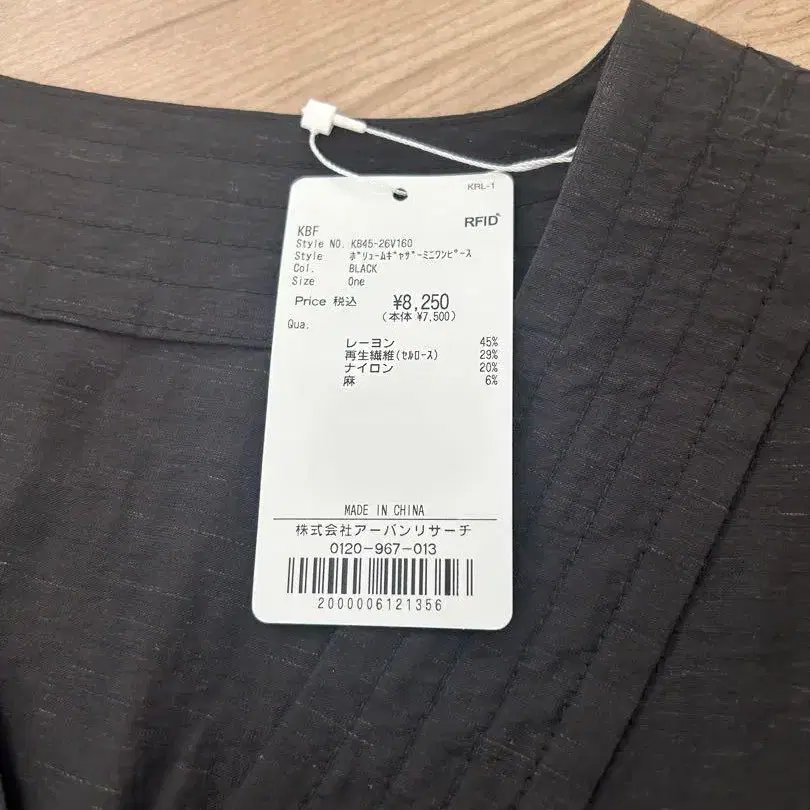 KRL-1
RFID
KBF
Style NO. KB45-26V160
Style ﾎﾞﾘｭｰﾑｷﾞｬｻﾞｰﾐﾆﾜﾝﾋﾟｰｽ
Col. BLACK
Size One
Price 税込 ¥8,250
(本体 ¥7,500)
Qua.
レーヨン 45%
再生繊維(ｾﾙﾛｰｽ) 29%
ナイロン 20%
麻 6%
MADE IN CHINA
株式会社アーバンリサーチ
0120-967-013
2000006121356